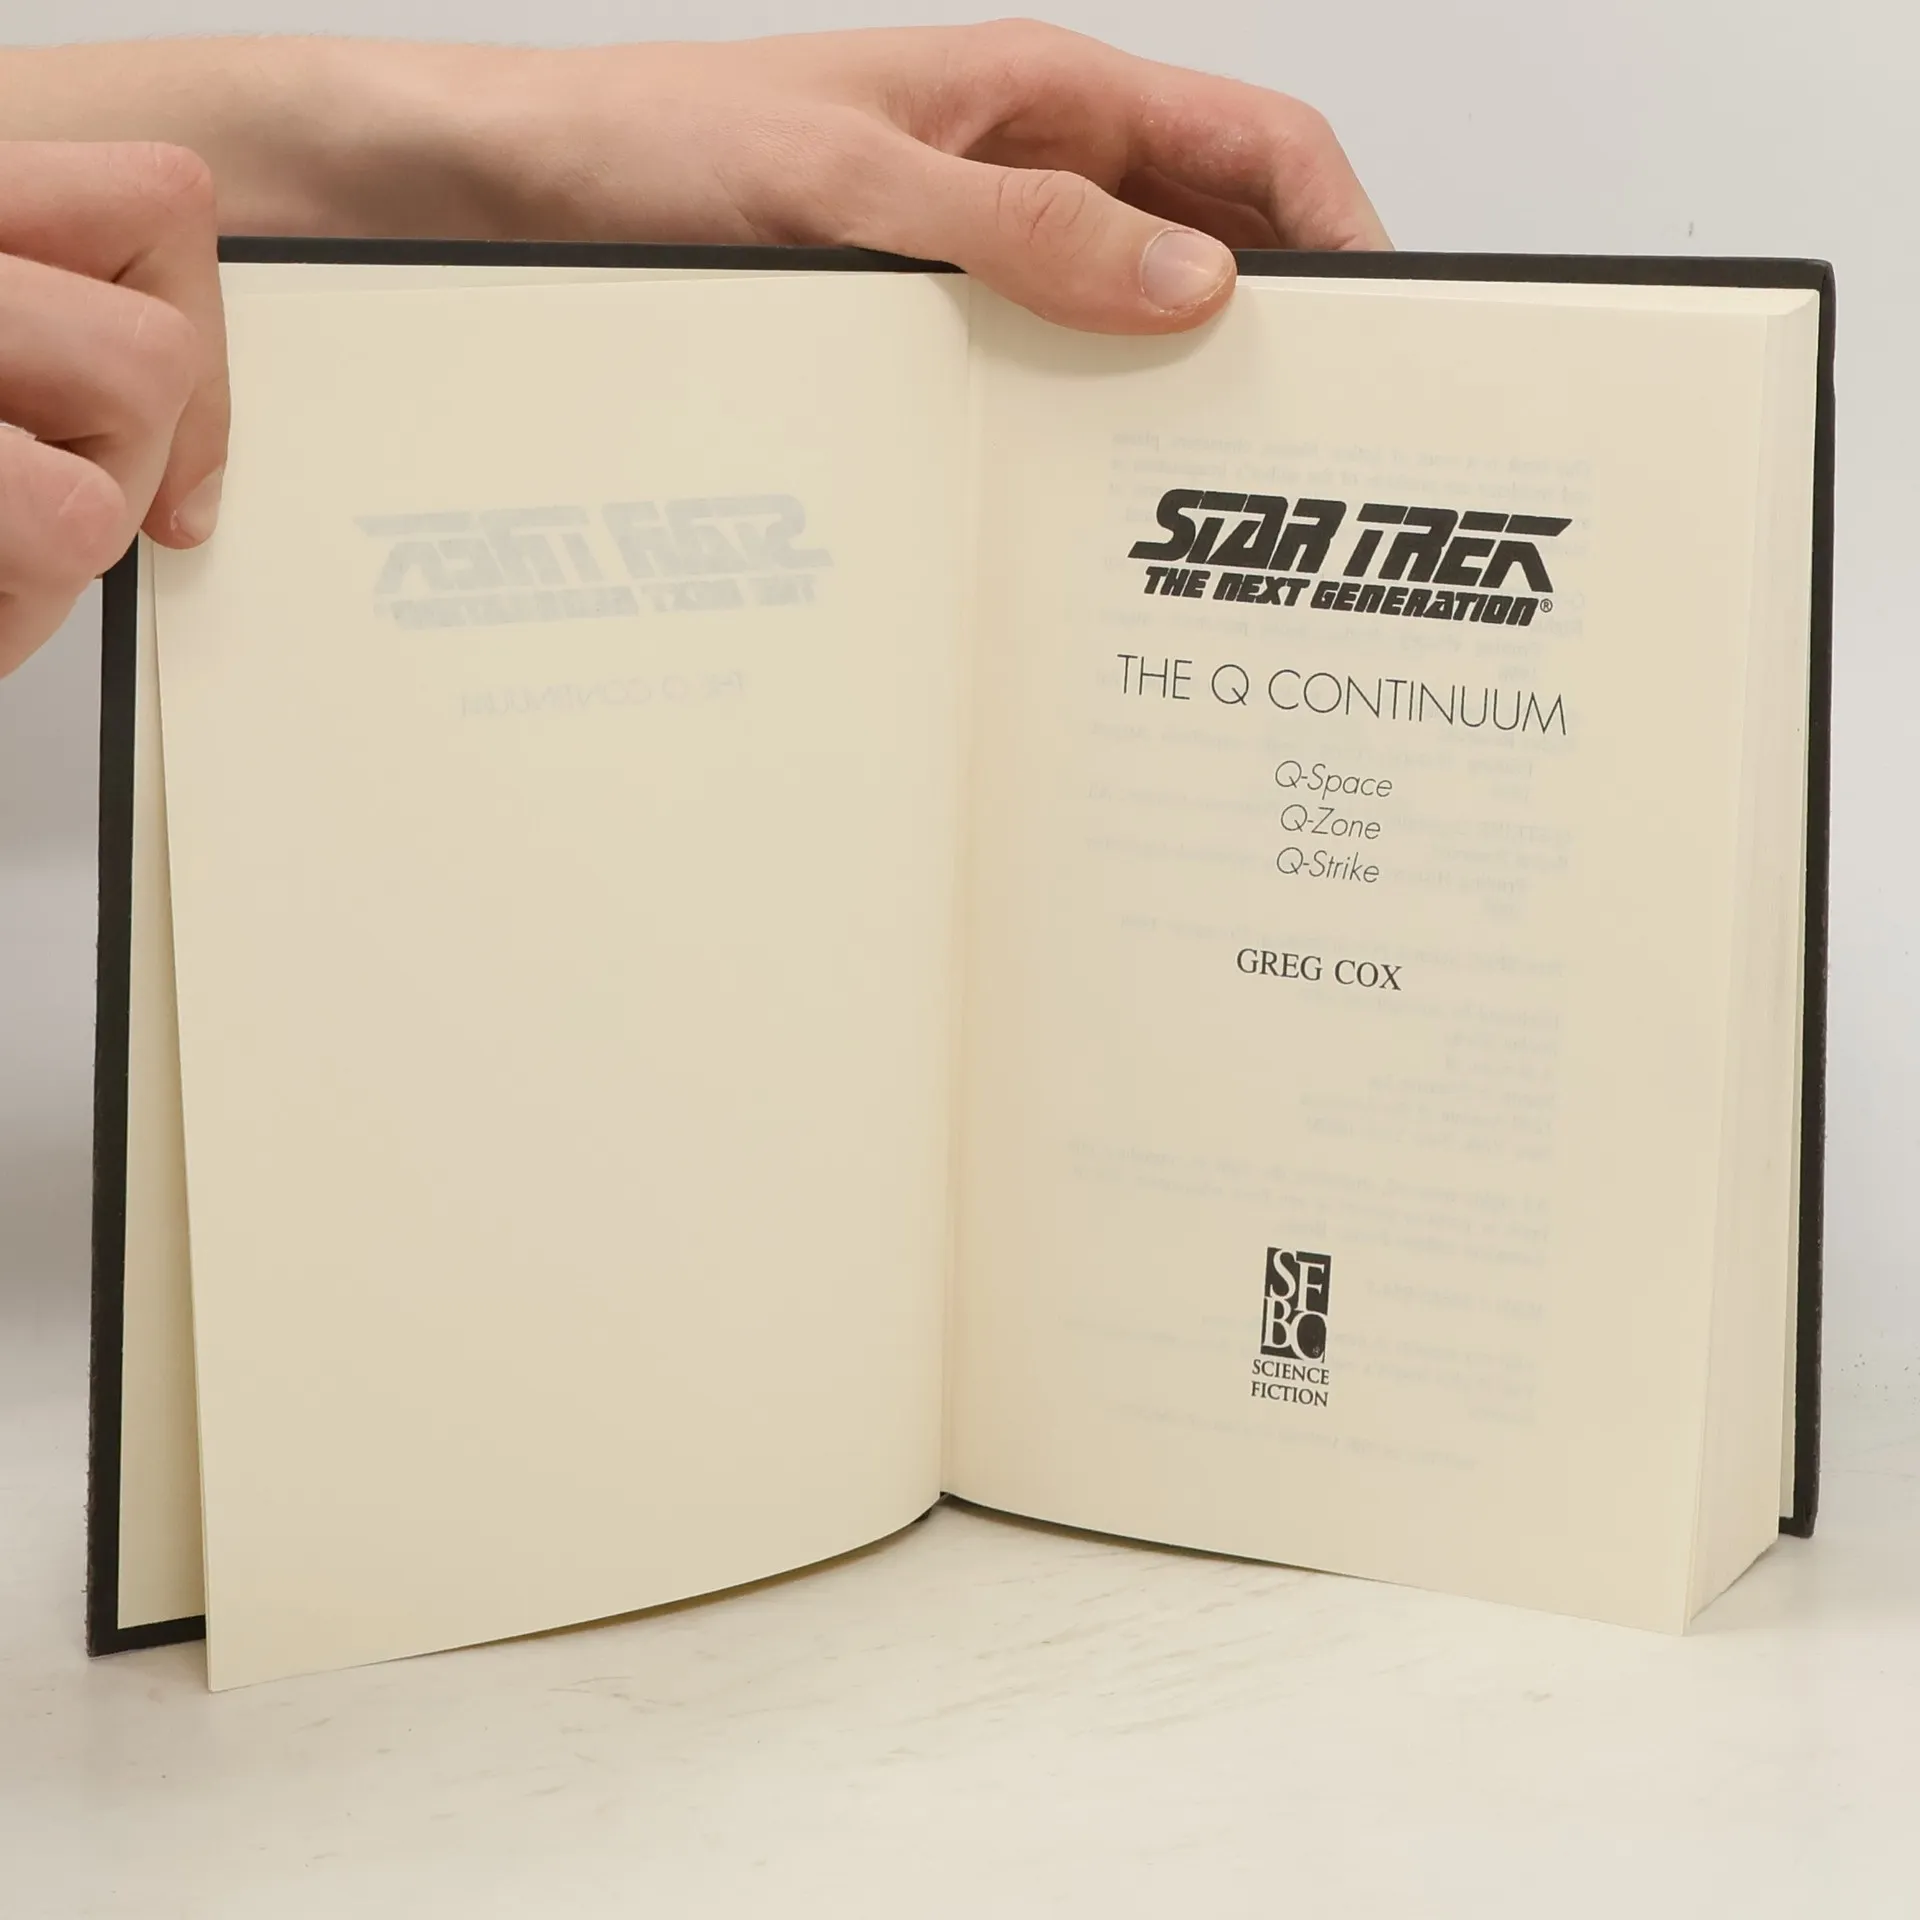 STAR TREK
THE NEXT GENERATION®
THE Q CONTINUUM
Q-Space
Q-Zone
Q-Strike
GREG COX
SF
BC
SCIENCE
FICTION